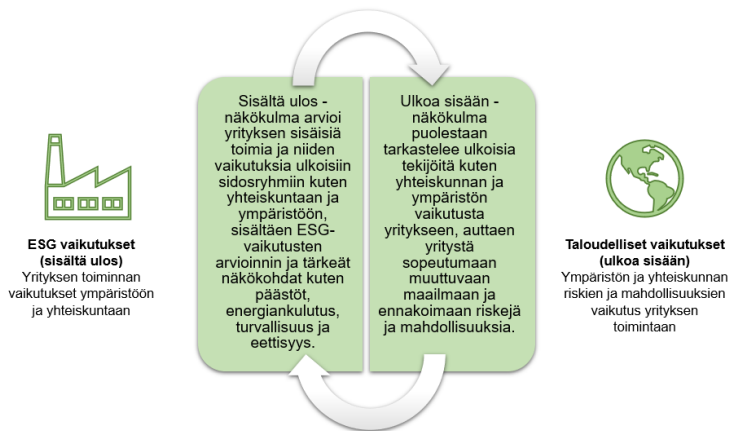 ESG vaikutukset
(sisältä ulos)
Yrityksen toiminnan
vaikutukset ympäristöön
ja yhteiskuntaan
Sisältä ulos -
näkökulma arvioi
yrityksen sisäisiä
toimia ja niiden
vaikutuksia ulkoisiin
sidosryhmiin kuten
yhteiskuntaan ja
ympäristöön,
sisältäen ESG-
vaikutusten
arvioinnin ja tärkeät
näkökohdat kuten
päästöt,
energiankulutus,
turvallisuus ja
eettisyys.
Ulkoa sisään -
näkökulma
puolestaan
tarkastelee ulkoisia
tekijöitä kuten
yhteiskunnan ja
ympäristön
vaikutusta
yritykseen, auttaen
yritystä
sopeutumaan
muuttuvaan
maailmaan ja
ennakoimaan riskejä
ja mahdollisuuksia.
Taloudelliset vaikutukset
(ulkoa sisään)
Ympäristön ja yhteiskunnan
riskien ja mahdollisuuksien
vaikutus yrityksen
toimintaan